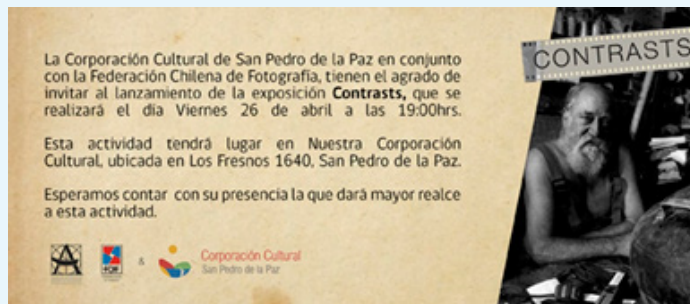 La Corporación Cultural de San Pedro de la Paz en conjunto
con la Federación Chilena de Fotografía, tienen el agrado de
invitar al lanzamiento de la exposición Contrasts, que se
realizará el día Viernes 26 de abril a las 19:00hrs.
Esta actividad tendrá lugar en Nuestra Corporación
Cultural, ubicada en Los Fresnos 1640, San Pedro de la Paz.
Esperamos contar con su presencia la que dará mayor realce
a esta actividad.
CONTRASTS
&
Corporación Cultural
San Pedro de la Paz